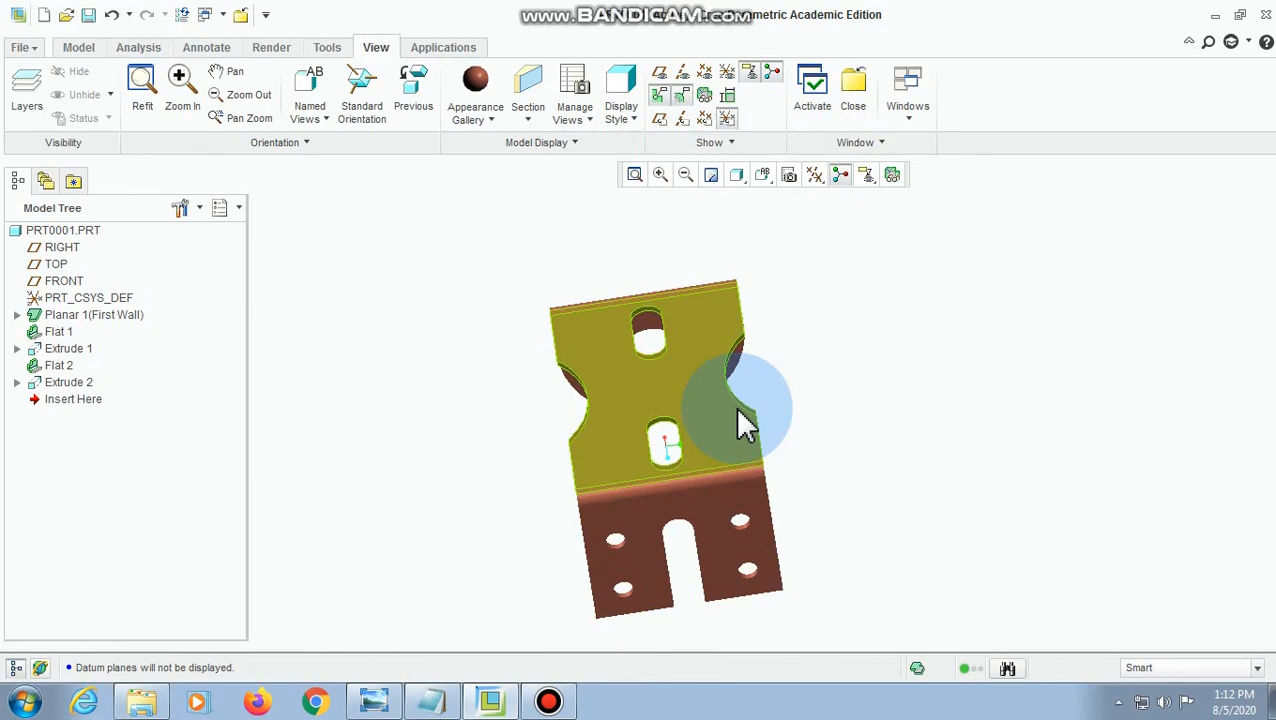 www.BANDICAM.com
metric Academic Edition
File
Model
Analysis
Annotate
Render
Tools
View
Applications
Layers
Hide
Unhide
Status
Visibility
Refit
Zoom In
Pan
Zoom Out
Pan Zoom
Named Views
Standard Orientation
Previous
Orientation
Appearance Gallery
Section
Manage Views
Display Style
Model Display
Show
Activate
Close
Windows
Window
Model Tree
PRT0001.PRT
RIGHT
TOP
FRONT
PRT_CSYS_DEF
Planar 1(First Wall)
Flat 1
Extrude 1
Flat 2
Extrude 2
Insert Here
Datum planes will not be displayed.
Smart
1:12 PM
8/5/2020